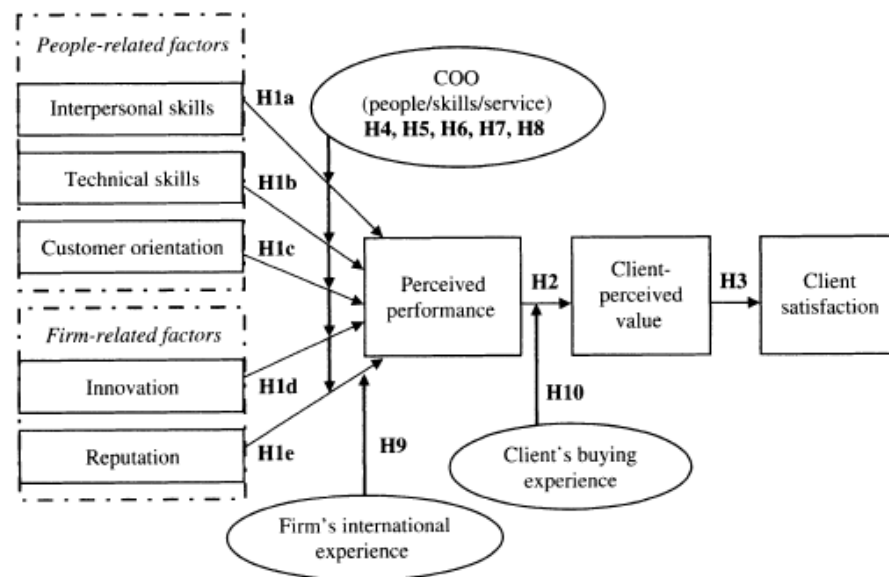 People-related factors
Interpersonal skills
Technical skills
Customer orientation
Firm-related factors
Innovation
Reputation
H1a
H1b
H1c
H1d
H1e
COO
(people/skills/service)
H4, H5, H6, H7, H8
Perceived
performance
H2
Client-
perceived
value
H3
Client
satisfaction
H9
H10
Firm's international
experience
Client's buying
experience